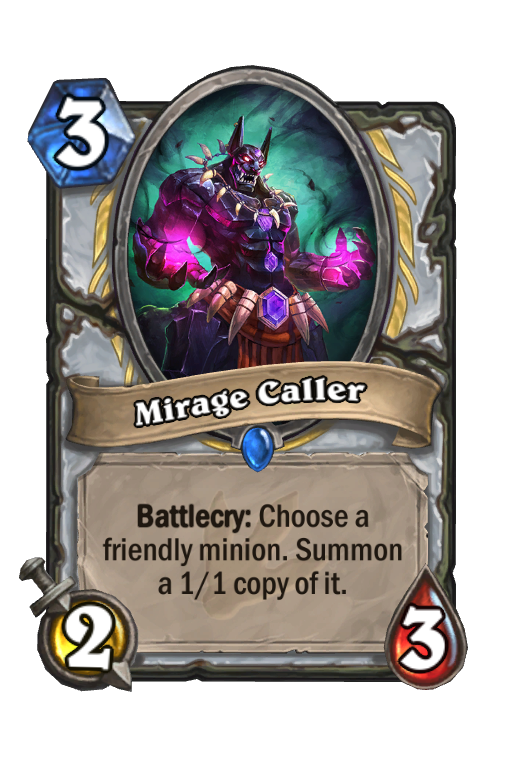 3
Mirage Caller
Battlecry: Choose a
friendly minion. Summon
a 1/1 copy of it.
2
3